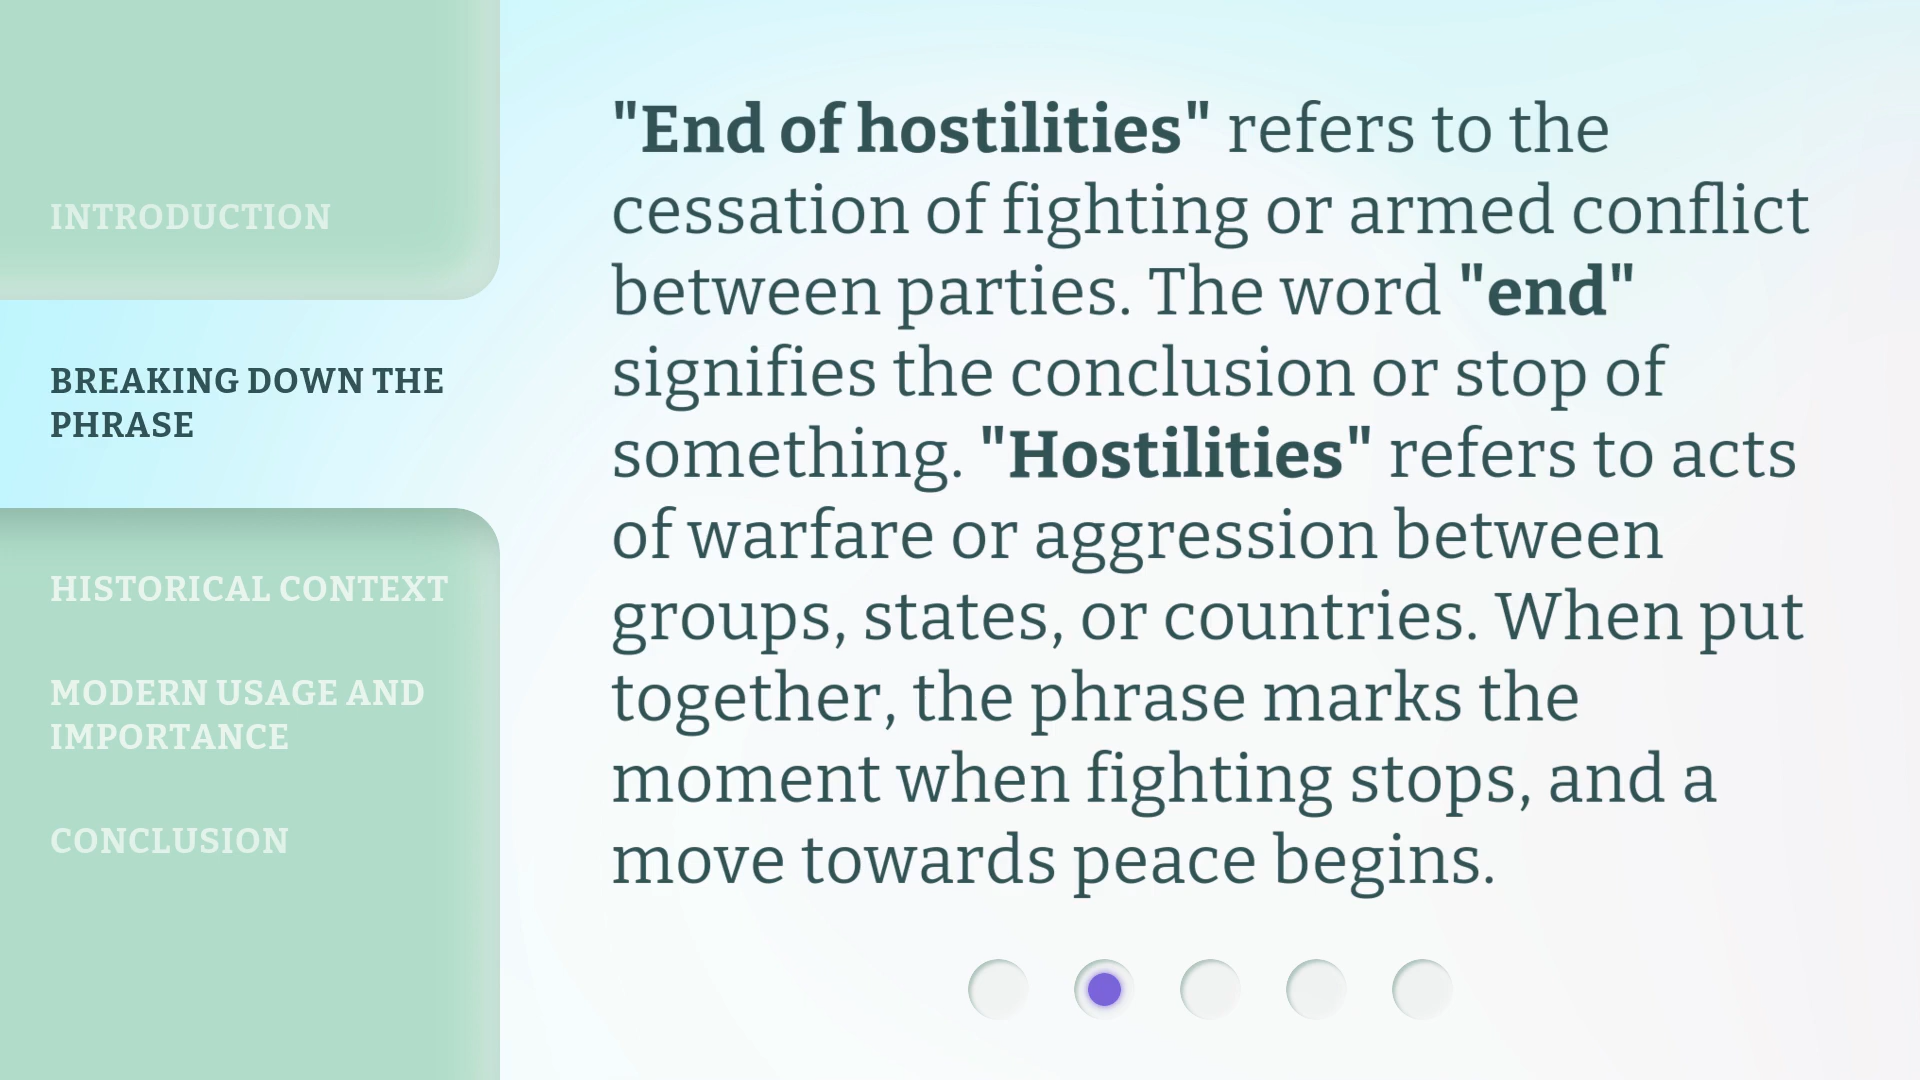 INTRODUCTION
BREAKING DOWN THE
PHRASE
HISTORICAL CONTEXT
MODERN USAGE AND
IMPORTANCE
CONCLUSION
"End of hostilities" refers to the
cessation of fighting or armed conflict
between parties. The word "end"
signifies the conclusion or stop of
something. "Hostilities" refers to acts
of warfare or aggression between
groups, states, or countries. When put
together, the phrase marks the
moment when fighting stops, and a
move towards peace begins.